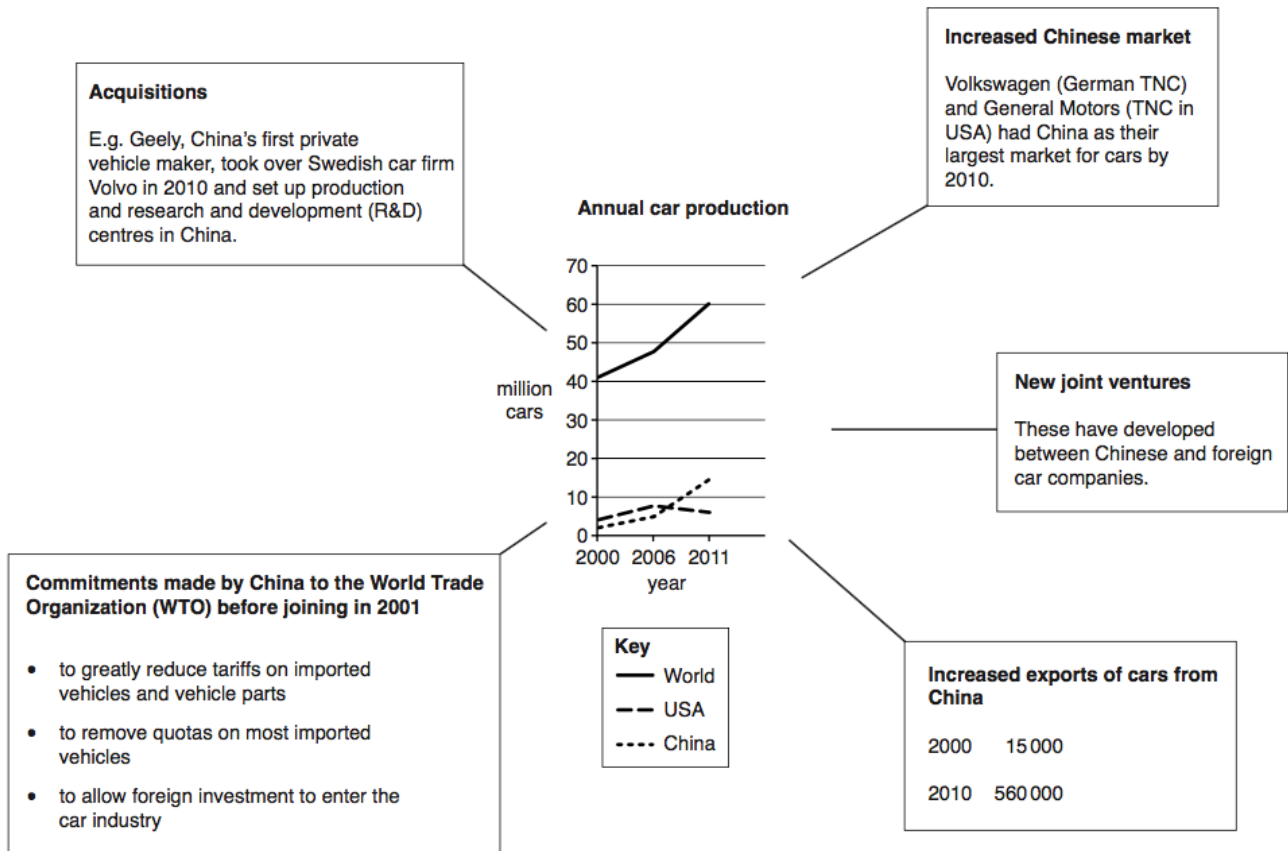 Acquisitions
E.g. Geely, China's first private
vehicle maker, took over Swedish car firm
Volvo in 2010 and set up production
and research and development (R&D)
centres in China.
Increased Chinese market
Volkswagen (German TNC)
and General Motors (TNC in
USA) had China as their
largest market for cars by
2010.
Annual car production
70
60
50
40
30
20
10
0
million
cars
2000 2006 2011
year
New joint ventures
These have developed
between Chinese and foreign
car companies.
Commitments made by China to the World Trade
Organization (WTO) before joining in 2001
• to greatly reduce tariffs on imported
vehicles and vehicle parts
• to remove quotas on most imported
vehicles
• to allow foreign investment to enter the
car industry
Key
World
USA
China
Increased exports of cars from
China
2000 15 000
2010 560 000